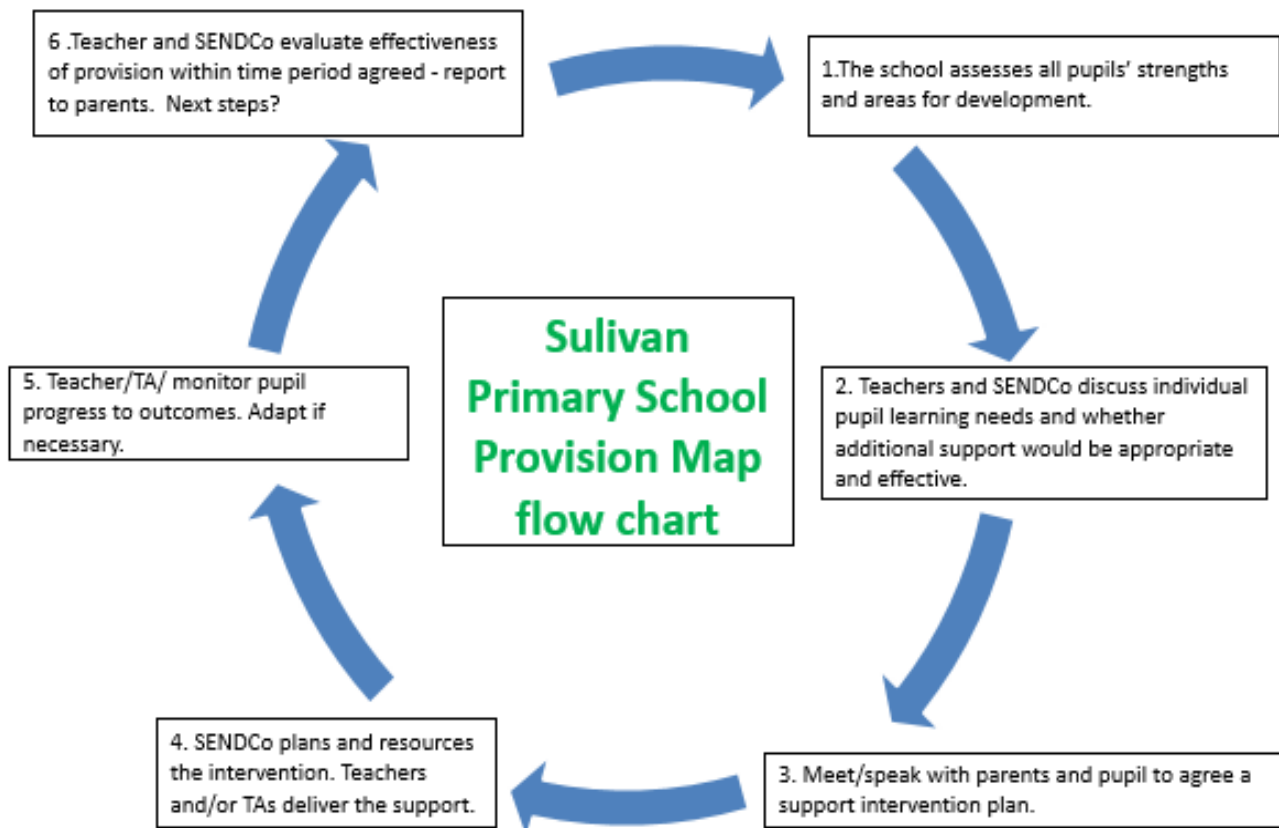 6 .Teacher and SENDCo evaluate effectiveness
of provision within time period agreed - report
to parents.  Next steps?
1.The school assesses all pupils’ strengths
and areas for development.
Sulivan
Primary School
Provision Map
flow chart
5. Teacher/TA/ monitor pupil
progress to outcomes. Adapt if
necessary.
2. Teachers and SENDCo discuss individual
pupil learning needs and whether
additional support would be appropriate
and effective.
4. SENDCo plans and resources
the intervention. Teachers
and/or TAs deliver the support.
3. Meet/speak with parents and pupil to agree a
support intervention plan.